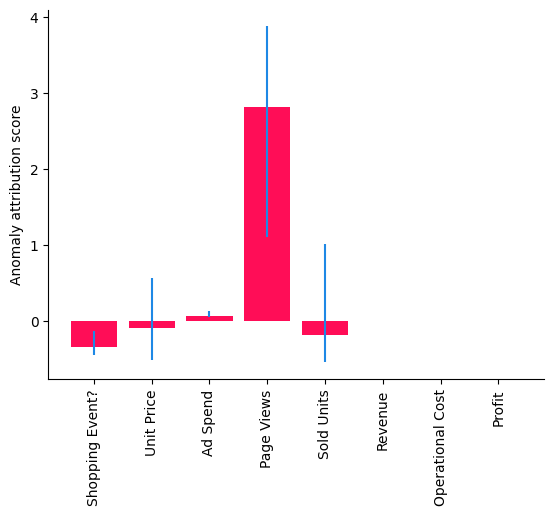 Anomaly attribution score
4
3
2
1
0
Shopping Event?
Unit Price
Ad Spend
Page Views
Sold Units
Revenue
Operational Cost
Profit